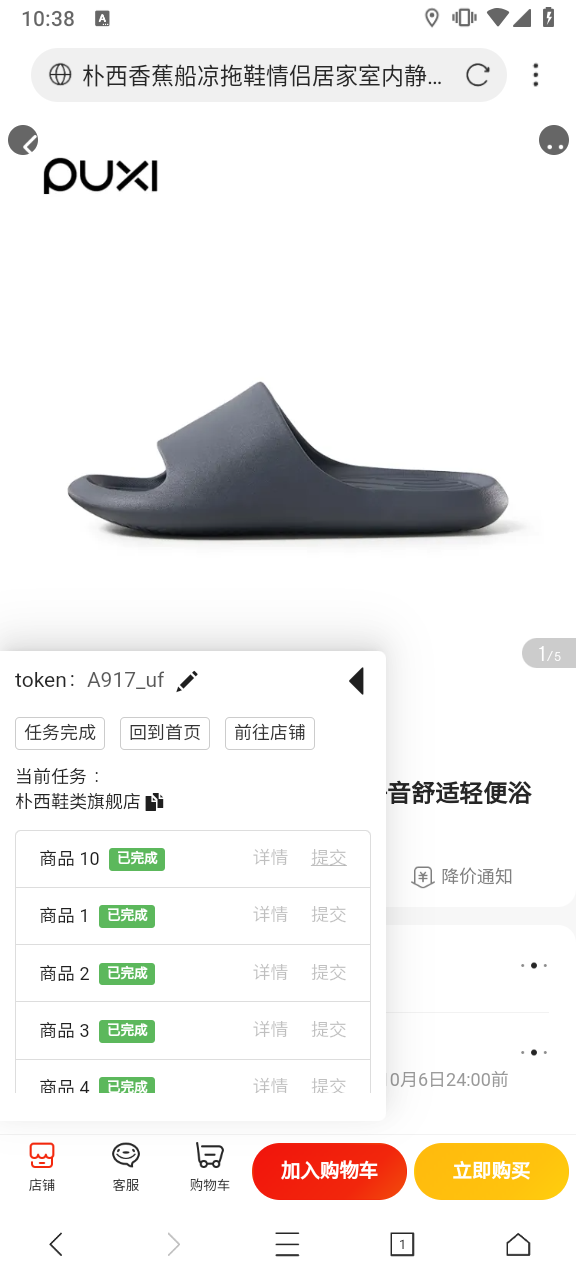 10:38
A
朴西香蕉船凉拖鞋情侣居家室内静...
PUXI
1/5
token: A917_uf
任务完成 回到首页 前往店铺
当前任务：
朴西鞋类旗舰店
音舒适轻便浴
商品 10 已完成 详情 提交
降价通知
商品 1 已完成 详情 提交
商品 2 已完成 详情 提交
商品 3 已完成 详情 提交
0月6日24:00前
商品 4 已完成 详情 提交
店铺 客服 购物车 加入购物车 立即购买
1